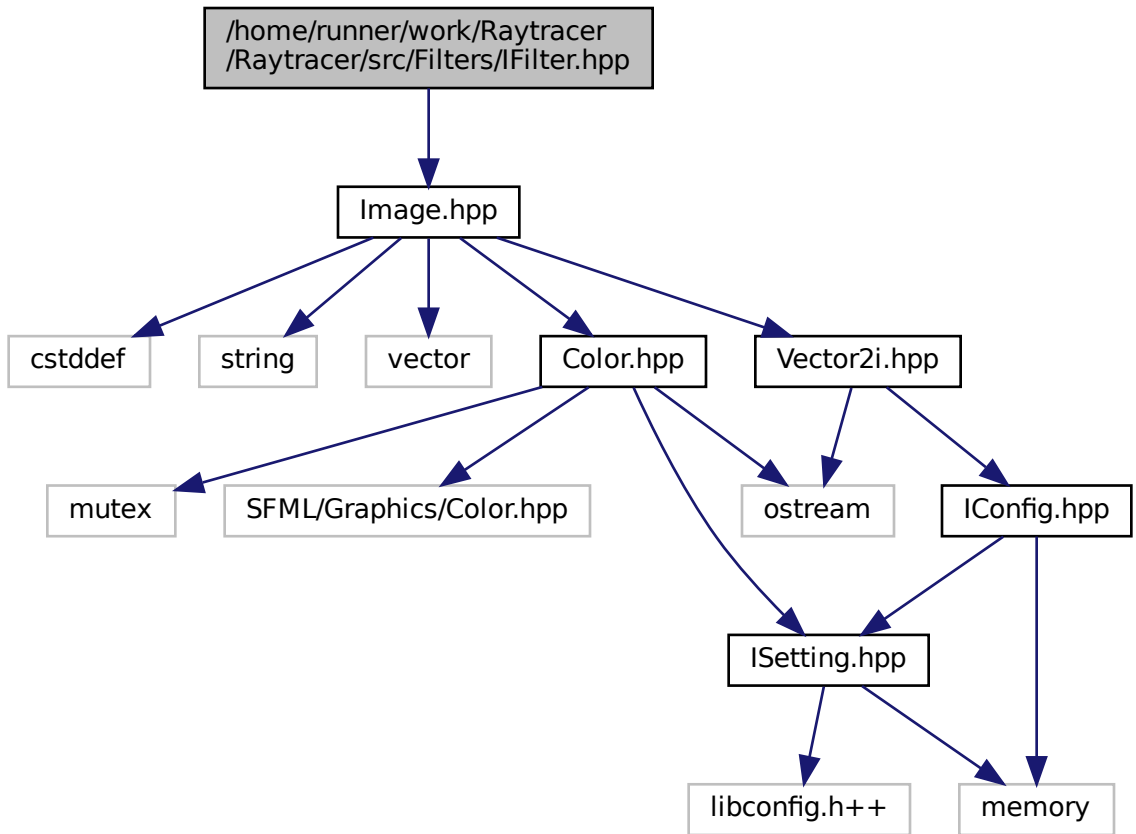 /home/runner/work/Raytracer
/Raytracer/src/Filters/IFilter.hpp
Image.hpp
cstddef
string
vector
Color.hpp
Vector2i.hpp
mutex
SFML/Graphics/Color.hpp
ostream
IConfig.hpp
ISetting.hpp
libconfig.h++
memory